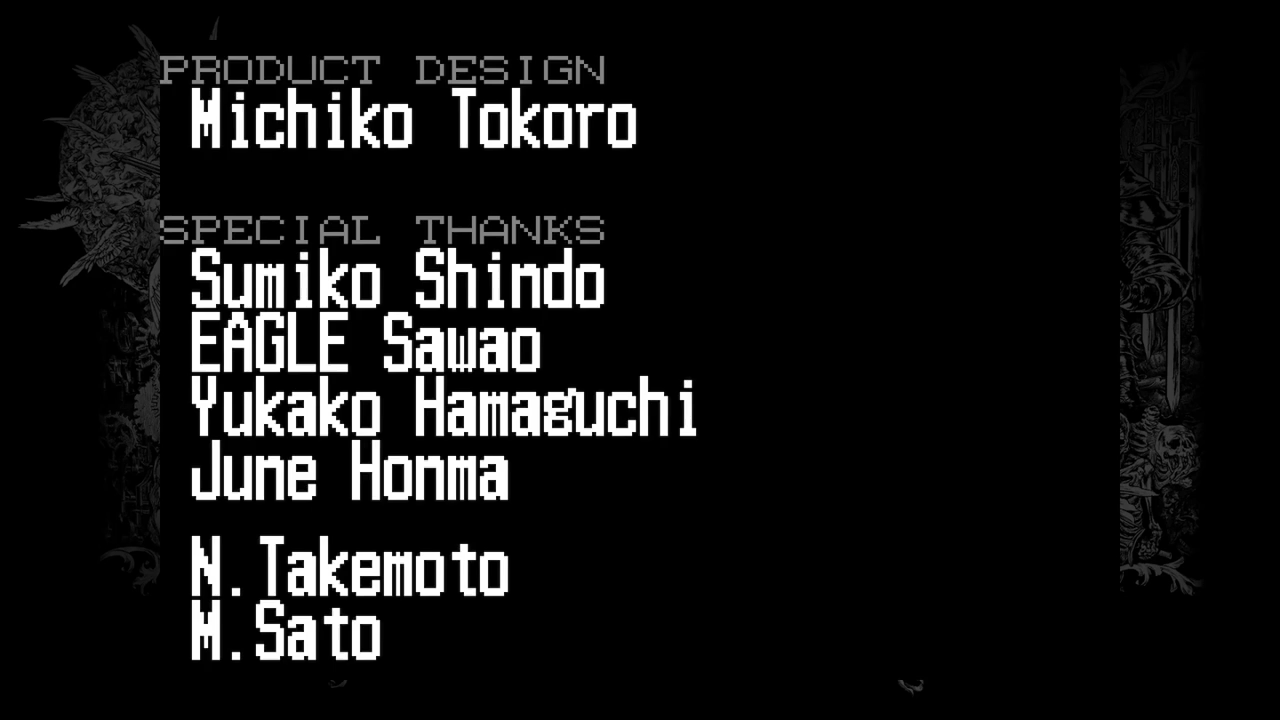 PRODUCT DESIGN
Michiko Tokoro
SPECIAL THANKS
Sumiko Shindo
EAGLE Sawao
Yukako Hamaguchi
June Honma
N.Takemoto
M.Sato